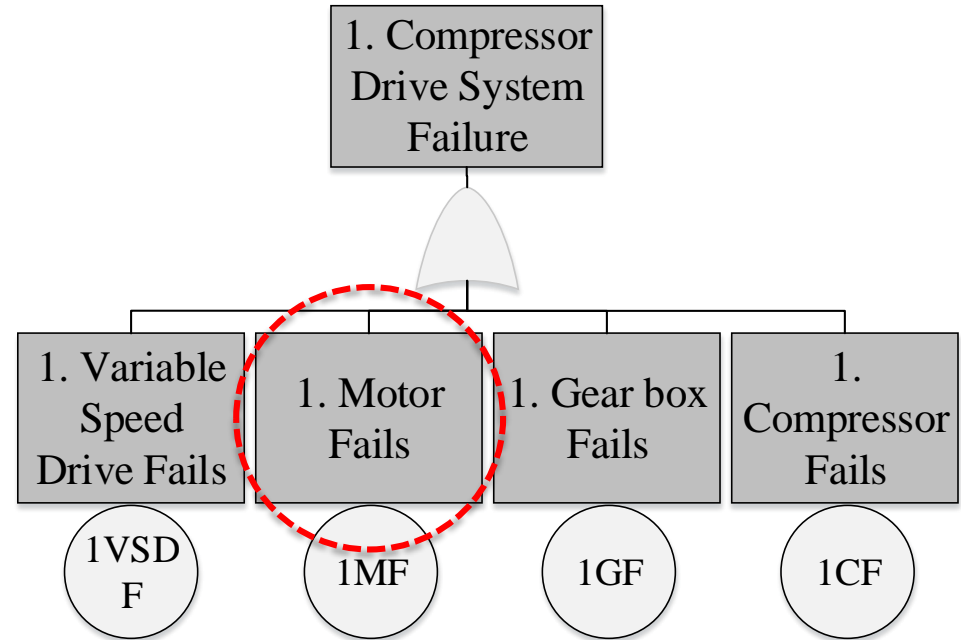 1. Compressor
Drive System
Failure
1. Variable
Speed
Drive Fails
1. Motor
Fails
1. Gear box
Fails
1.
Compressor
Fails
1VSD
F
1MF
1GF
1CF